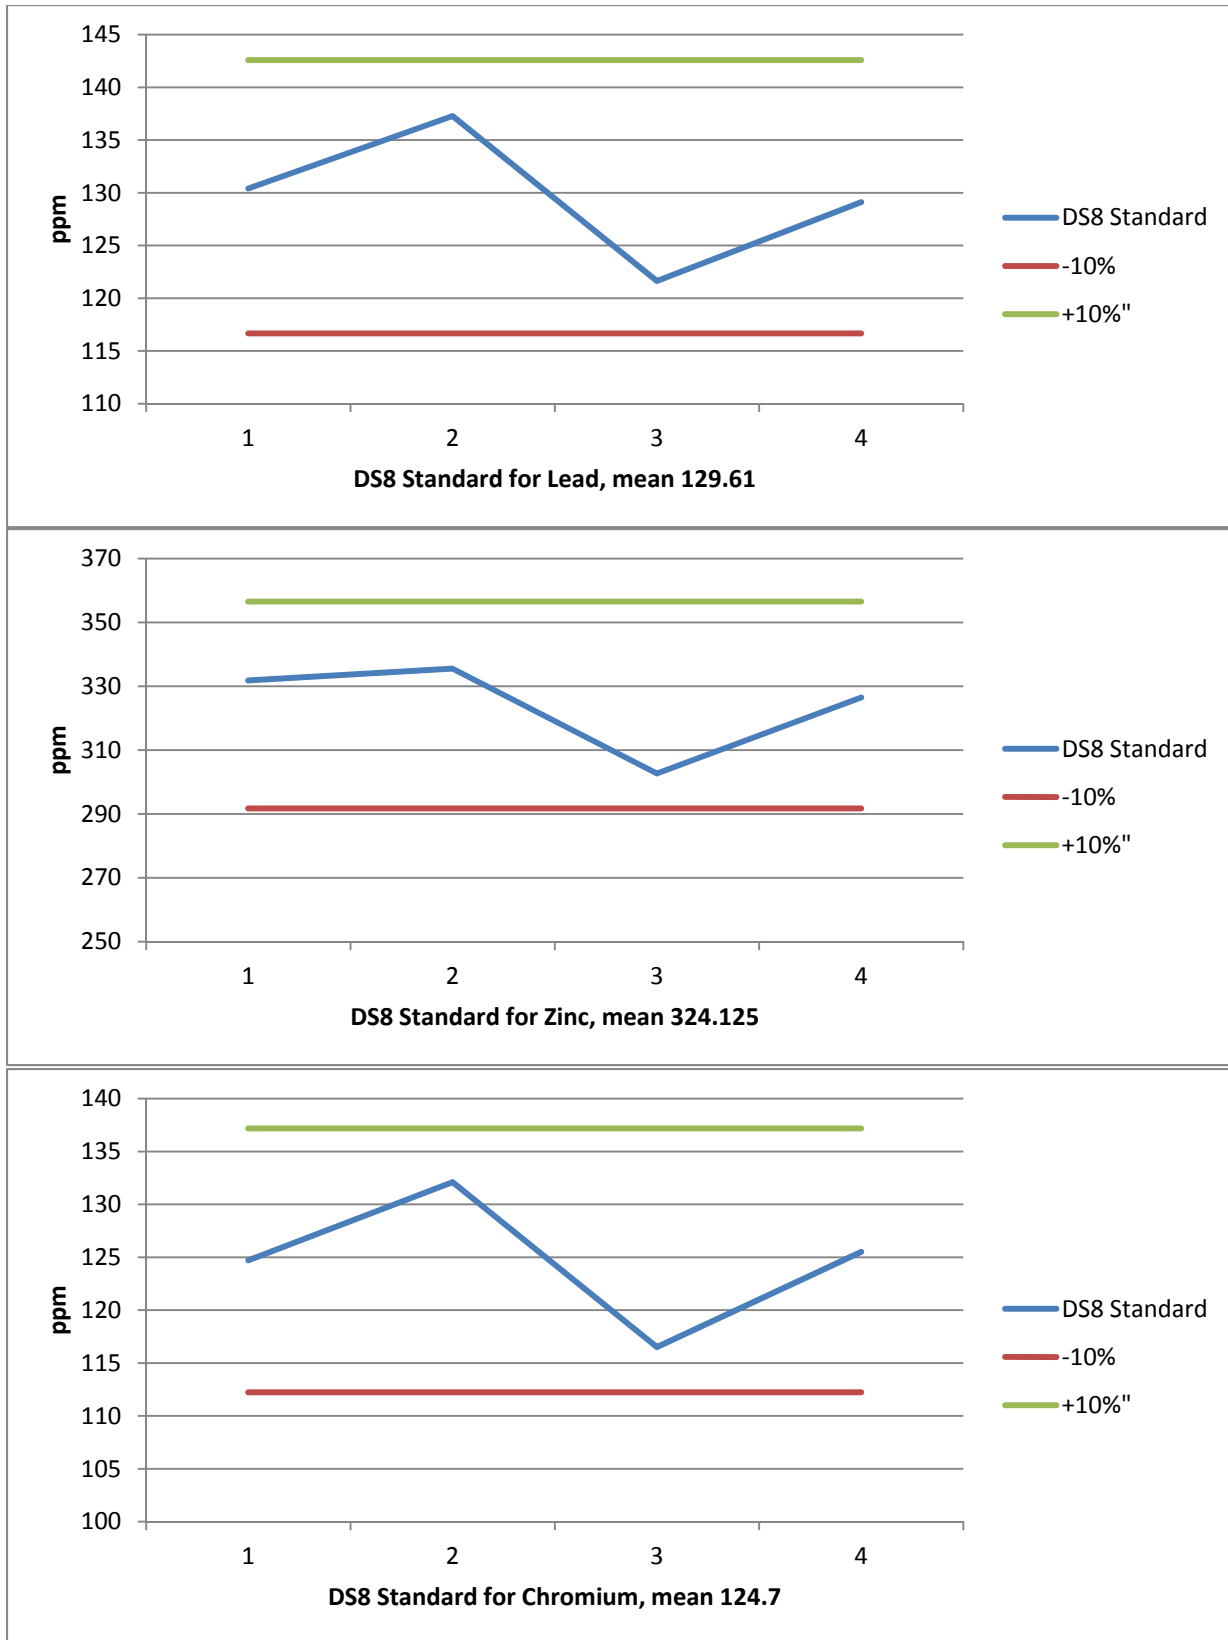 145
140
135
130
125
120
115
110
ppm
1 2 3 4
DS8 Standard for Lead, mean 129.61
DS8 Standard
-10%
+10%"
370
350
330
310
290
270
250
ppm
1 2 3 4
DS8 Standard for Zinc, mean 324.125
DS8 Standard
-10%
+10%"
140
135
130
125
120
115
110
105
100
ppm
1 2 3 4
DS8 Standard for Chromium, mean 124.7
DS8 Standard
-10%
+10%"